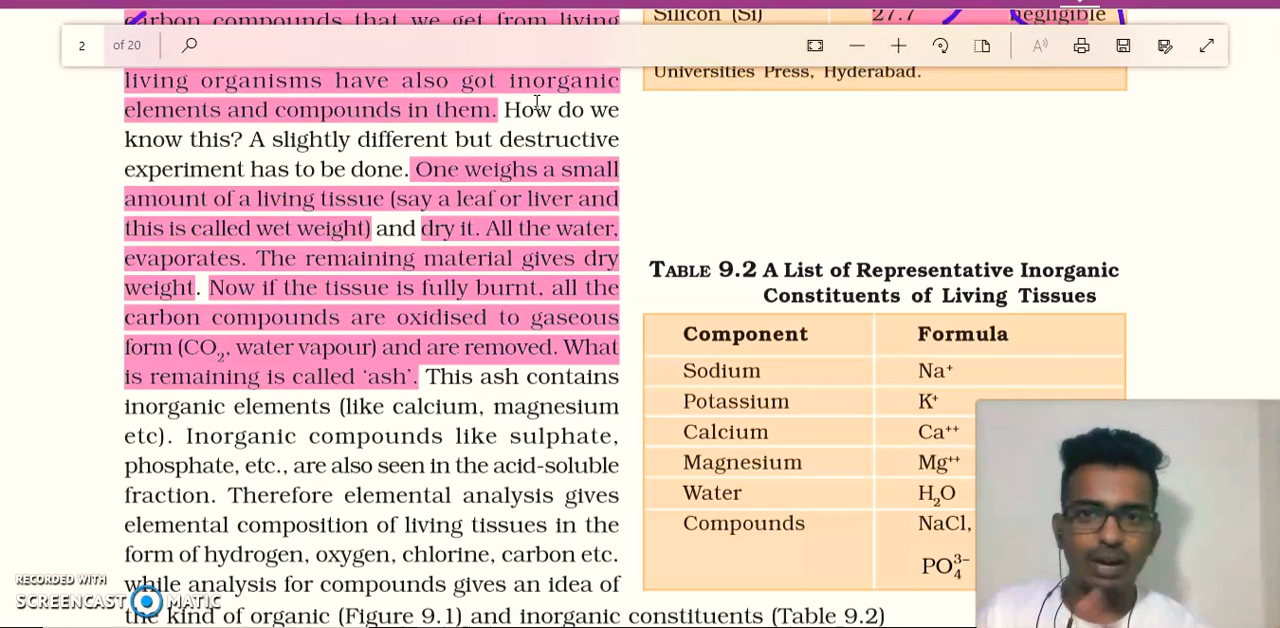 carbon compounds that we get from living
Silicon (Si) 27.7 negligible
2 of 20
living organisms have also got inorganic
elements and compounds in them. How do we
know this? A slightly different but destructive
experiment has to be done. One weighs a small
amount of a living tissue (say a leaf or liver and
this is called wet weight) and dry it. All the water,
evaporates. The remaining material gives dry
weight. Now if the tissue is fully burnt, all the
carbon compounds are oxidised to gaseous
form (CO₂, water vapour) and are removed. What
is remaining is called ‘ash’. This ash contains
inorganic elements (like calcium, magnesium
etc). Inorganic compounds like sulphate,
phosphate, etc., are also seen in the acid-soluble
fraction. Therefore elemental analysis gives
elemental composition of living tissues in the
form of hydrogen, oxygen, chlorine, carbon etc.
while analysis for compounds gives an idea of
the kind of organic (Figure 9.1) and inorganic constituents (Table 9.2)
Universities Press, Hyderabad.
TABLE 9.2 A List of Representative Inorganic
Constituents of Living Tissues
Component Formula
Sodium Na⁺
Potassium K⁺
Calcium Ca⁺⁺
Magnesium Mg⁺⁺
Water H₂O
Compounds NaCl,
PO₄³⁻
RECORDED WITH
SCREENCAST MATIC